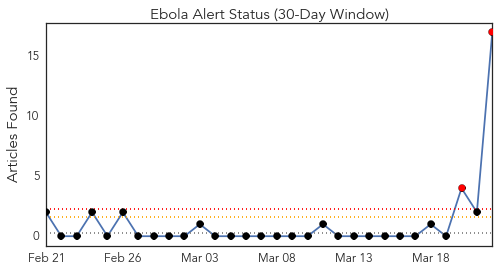 Ebola Alert Status (30-Day Window)
Articles Found
15
10
5
0
Feb 21 Feb 26 Mar 03 Mar 08 Mar 13 Mar 18